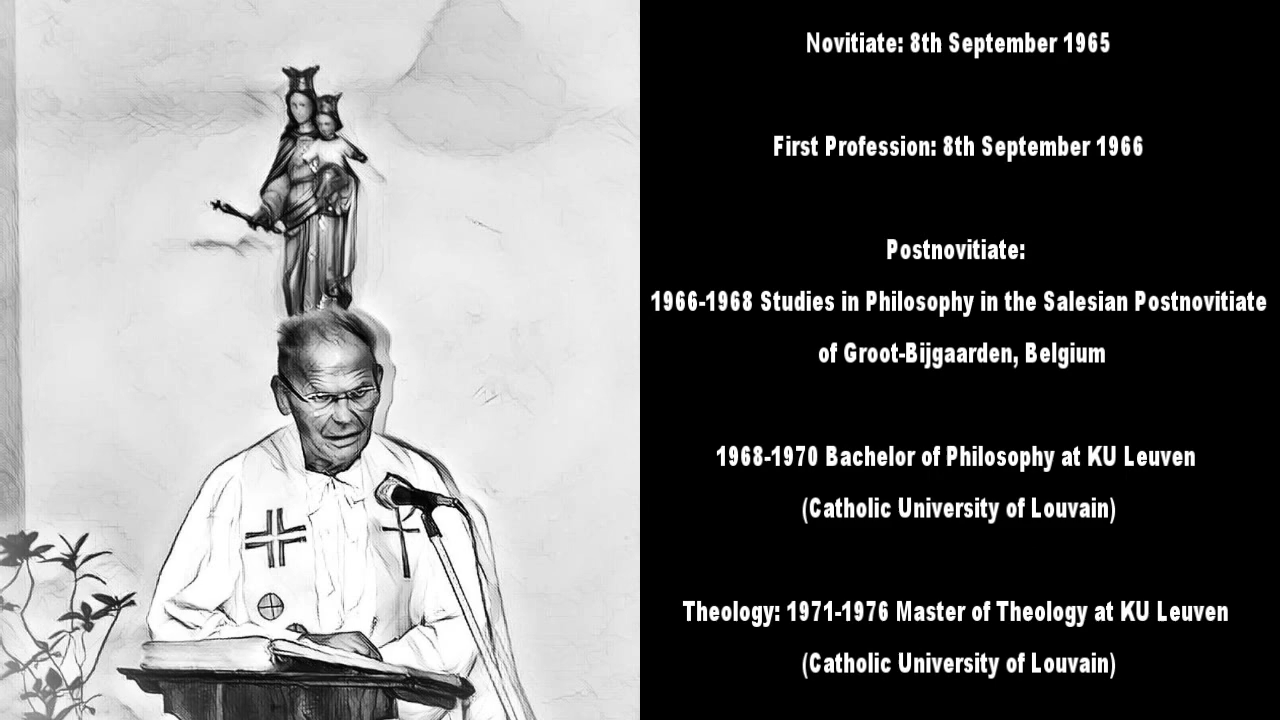 Novitiate: 8th September 1965
First Profession: 8th September 1966
Postnovitiate:
1966-1968 Studies in Philosophy in the Salesian Postnovitiate
of Groot-Bijgaarden, Belgium
1968-1970 Bachelor of Philosophy at KU Leuven
(Catholic University of Louvain)
Theology: 1971-1976 Master of Theology at KU Leuven
(Catholic University of Louvain)